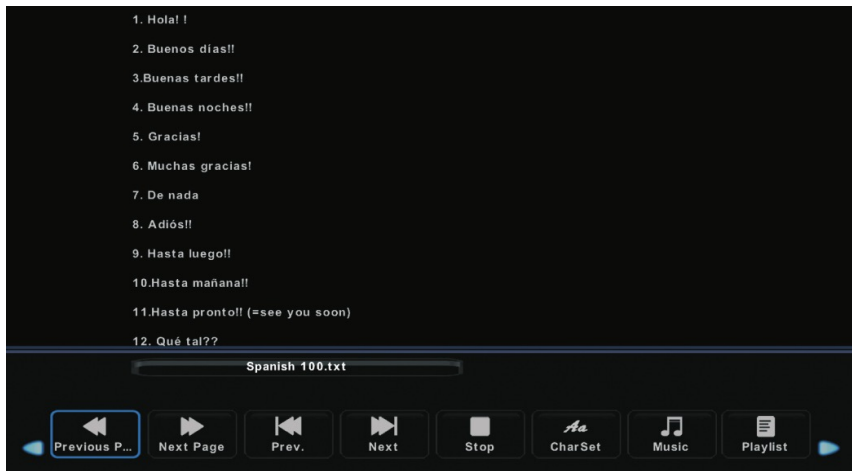 1. Hola! !
2. Buenos días!!
3.Buenas tardes!!
4. Buenas noches!!
5. Gracias!
6. Muchas gracias!
7. De nada
8. Adiós!!
9. Hasta luego!!
10.Hasta mañana!!
11.Hasta pronto!! (=see you soon)
12. Qué tal??
Spanish 100.txt
Previous P... Next Page Prev. Next Stop Aa CharSet Music Playlist